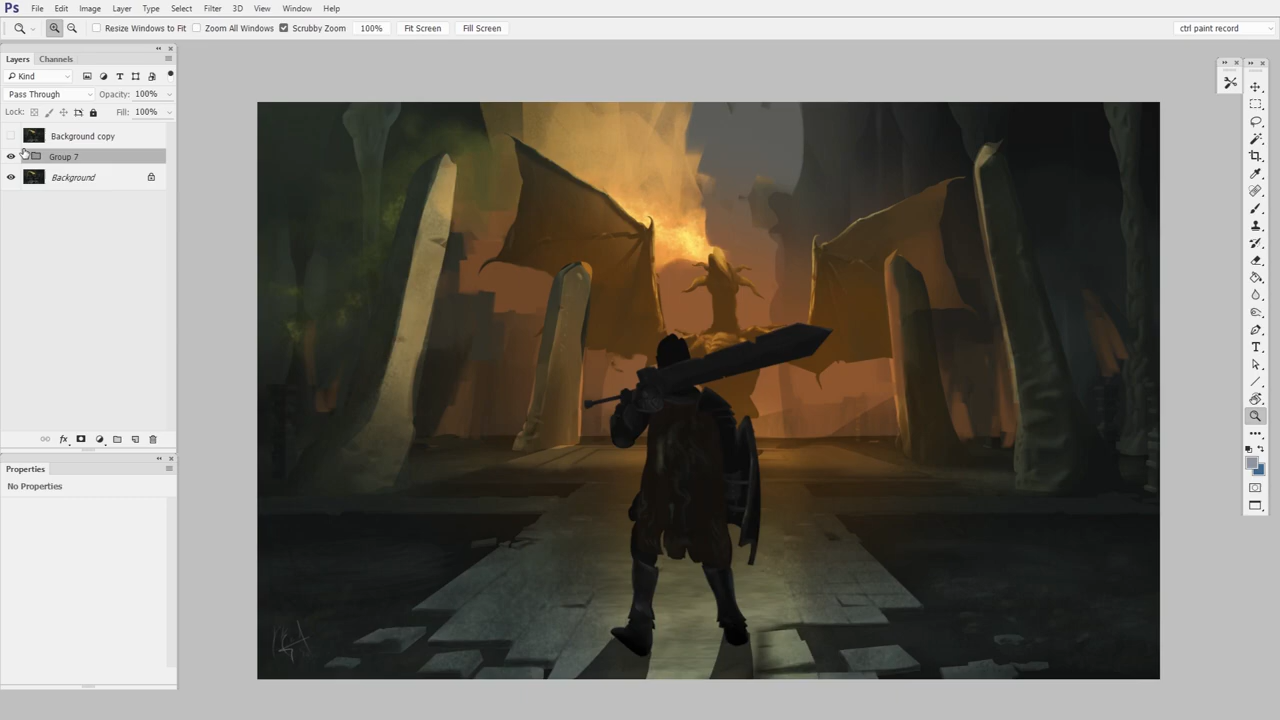 Ps File Edit Image Layer Type Select Filter 3D View Window Help
Resize Windows to Fit Zoom All Windows Scrubby Zoom 100% Fit Screen Fill Screen ctrl paint record
Layers Channels
Kind
Pass Through Opacity: 100%
Lock: Fill: 100%
Background copy
Group 7
Background
fx
Properties
No Properties